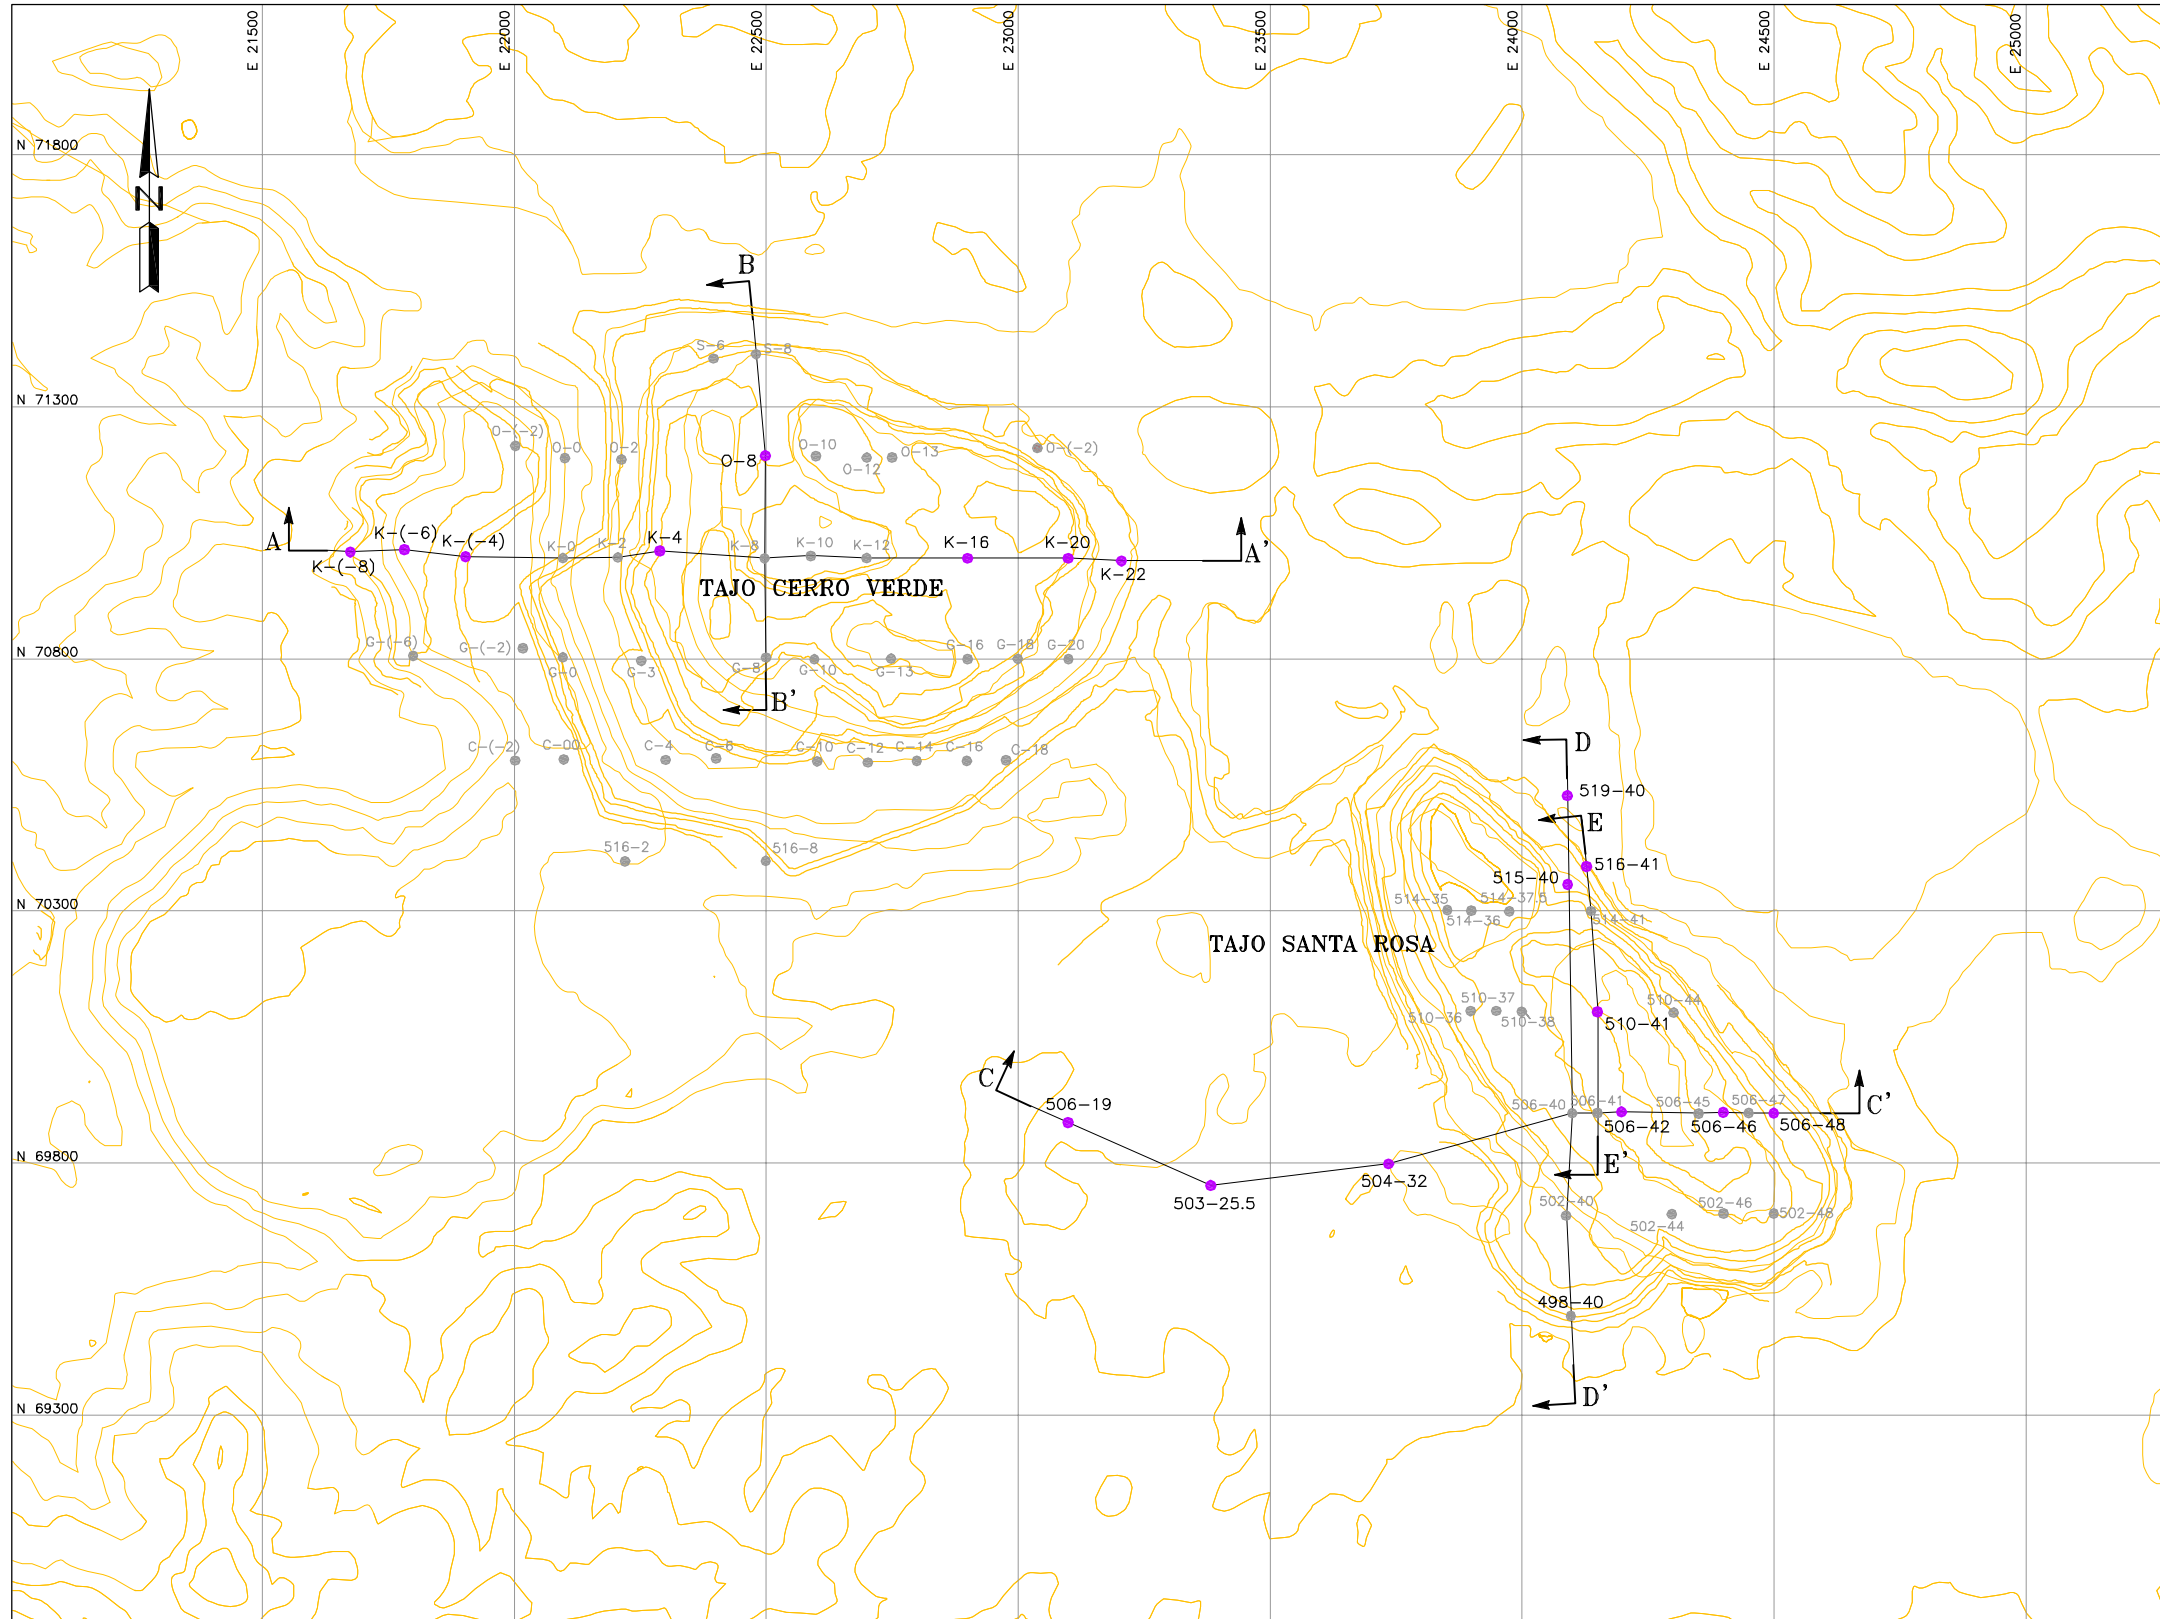 E 21500
E 22000
E 22500
E 23000
E 23500
E 24000
E 24500
E 25000
N 71800
N
B
S-6
S-8
N 71300
O-(-2)
O-0
O-2
O-8
O-10
O-12
O-13
O-(-2)
A
K-(-8)
K-(-6)
K-(-4)
K-0
K-2
K-4
K-8
K-10
K-12
K-16
K-20
K-22
A'
TAJO CERRO VERDE
N 70800
G-(-6)
G-(-2)
G-0
G-3
G-8
G-10
G-13
G-16
G-18
G-20
B'
C-(-2)
C-00
C-4
C-6
C-10
C-12
C-14
C-16
C-18
D
519-40
E
516-2
516-8
516-41
515-40
N 70300
514-35
514-36
514-37.5
514-41
TAJO SANTA ROSA
510-36
510-37
510-38
510-41
510-44
C
506-19
506-40
506-41
506-42
506-45
506-46
506-47
506-48
C'
N 69800
503-25.5
504-32
E'
502-40
502-44
502-46
502-48
498-40
D'
N 69300